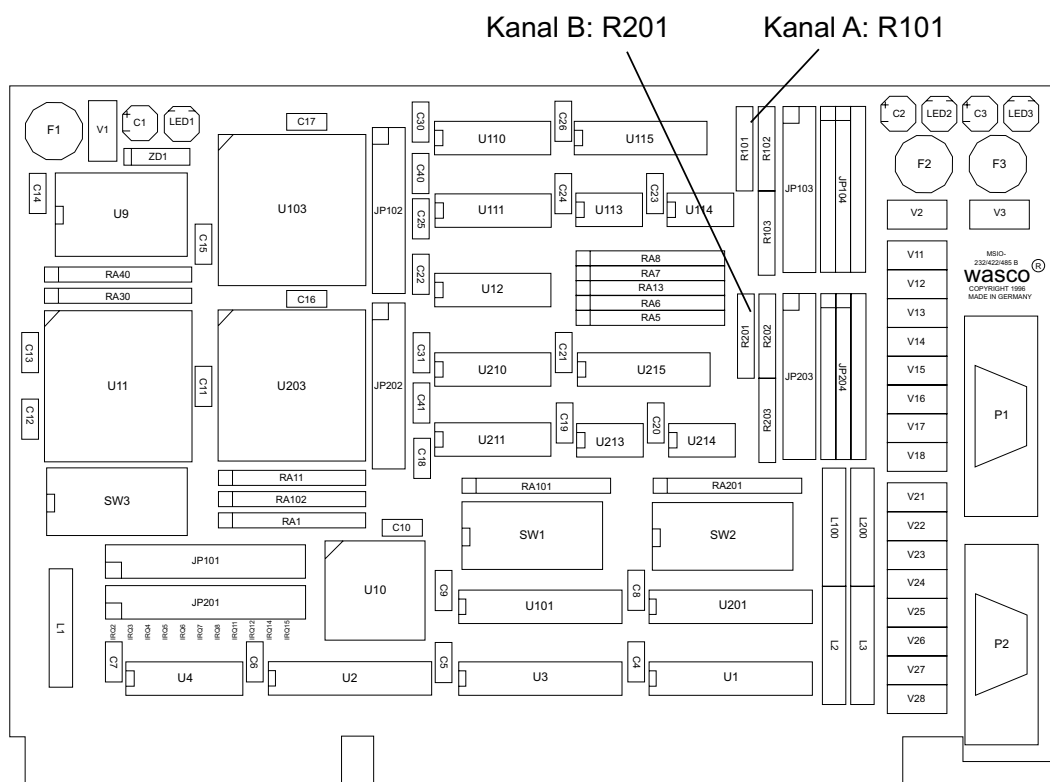 Kanal B: R201
Kanal A: R101
F1
V1
C1
LED1
ZD1
C17
C30
U110
C26
U115
R101
R102
C2
LED2
C3
LED3
F2
F3
C14
U9
C15
U103
JP102
C40
C25
U111
C24
U113
C23
U114
R103
JP103
JP104
V2
V3
RA40
RA30
C16
C22
U12
RA8
RA7
RA13
RA6
RA5
V11
V12
V13
V14
V15
V16
V17
V18
MSIO-
232/422/485 B
wasco ®
COPYRIGHT 1996
MADE IN GERMANY
C13
C12
U11
C11
U203
JP202
C31
C41
C18
U210
U211
C21
U215
C19
U213
C20
U214
R201
R202
R203
JP203
JP204
P1
SW3
RA11
RA102
RA1
RA101
RA201
C10
SW1
SW2
L100
L200
V21
V22
V23
V24
V25
V26
V27
V28
JP101
JP201
U10
C9
U101
C8
U201
L1
IRQ2
IRQ3
IRQ4
IRQ5
IRQ6
IRQ7
IRQ8
IRQ11
IRQ12
IRQ14
IRQ15
C7
U4
C6
U2
C5
U3
C4
U1
L2
L3
P2